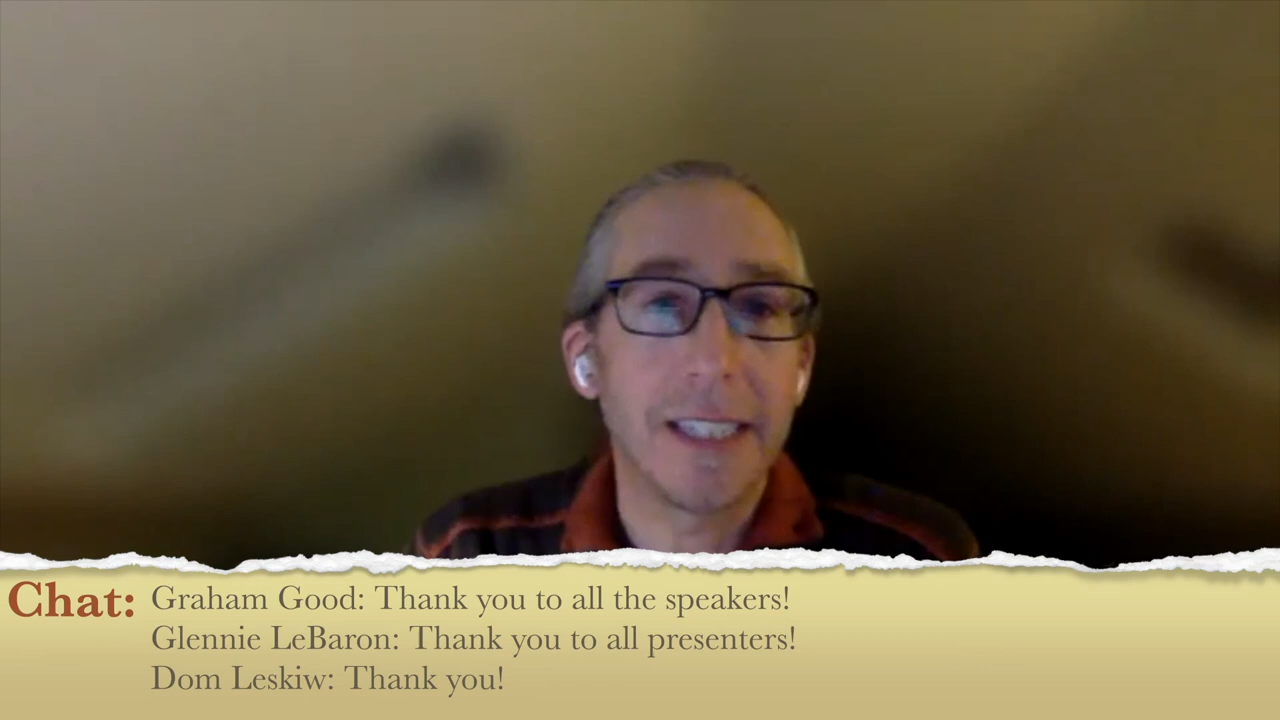 Chat: Graham Good: Thank you to all the speakers!
Glennie LeBaron: Thank you to all presenters!
Dom Leskiw: Thank you!